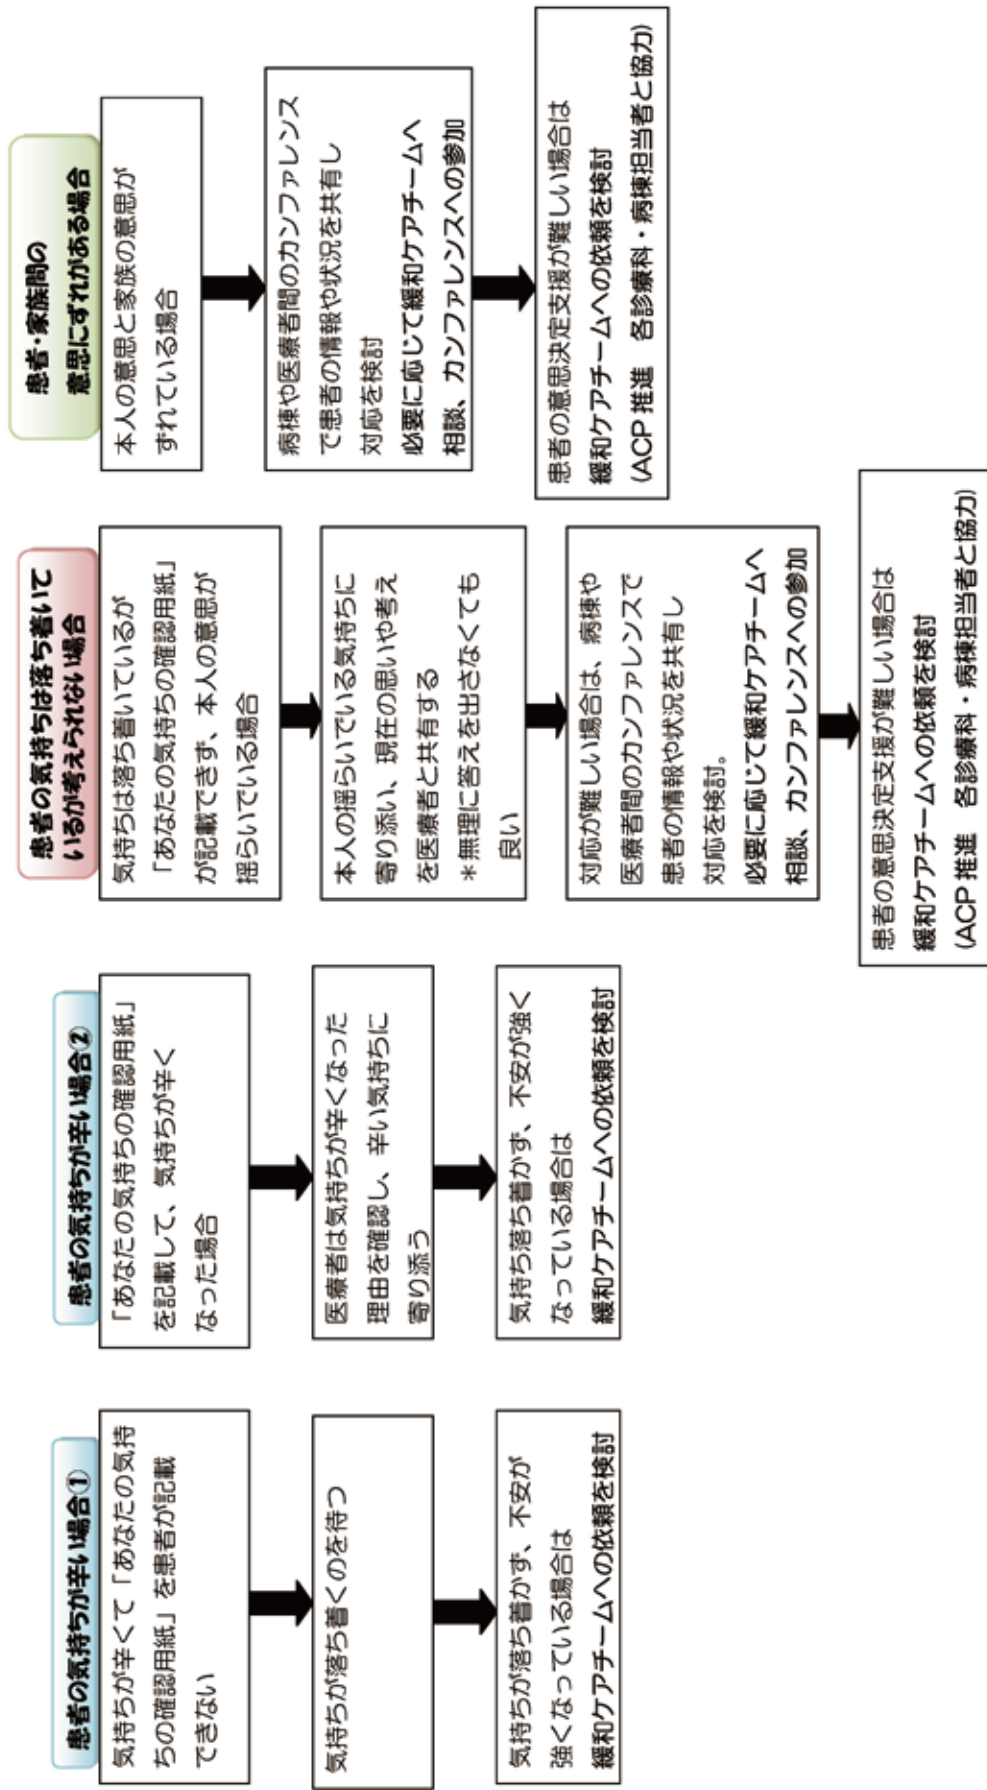 患者の気持ちが辛い場合①
気持ちが辛くて「あなたの気持
ちの確認用紙」を患者が記載
できない
気持ちが落ち着くのを待つ
気持ちが落ち着かず、不安が
強くなっている場合は
緩和ケアチームへの依頼を検討
患者の気持ちが辛い場合②
「あなたの気持ちの確認用紙」
を記載して、気持ちが辛く
なった場合
医療者は気持ちが辛くなった
理由を確認し、辛い気持ちに
寄り添う
気持ち落ち着かず、不安が強く
なっている場合は
緩和ケアチームへの依頼を検討
患者の気持ちは落ち着いて
いるが考えられない場合
気持ちは落ち着いているが
「あなたの気持ちの確認用紙」
が記載できず、本人の意思が
揺らいでいる場合
本人の揺らいでいる気持ちに
寄り添い、現在の思いや考え
を医療者と共有する
＊無理に答えを出さなくても
良い
対応が難しい場合は、病棟や
医療者間のカンファレンスで
患者の情報や状況を共有し
対応を検討。
必要に応じて緩和ケアチームへ
相談、カンファレンスへの参加
患者の意思決定支援が難しい場合は
緩和ケアチームへの依頼を検討
(ACP 推進　各診療科・病棟担当者と協力)
患者・家族間の
意思にずれがある場合
本人の意思と家族の意思が
ずれている場合
病棟や医療者間のカンファレンス
で患者の情報や状況を共有し
対応を検討
必要に応じて緩和ケアチームへ
相談、カンファレンスへの参加
患者の意思決定支援が難しい場合は
緩和ケアチームへの依頼を検討
(ACP 推進　各診療科・病棟担当者と協力)